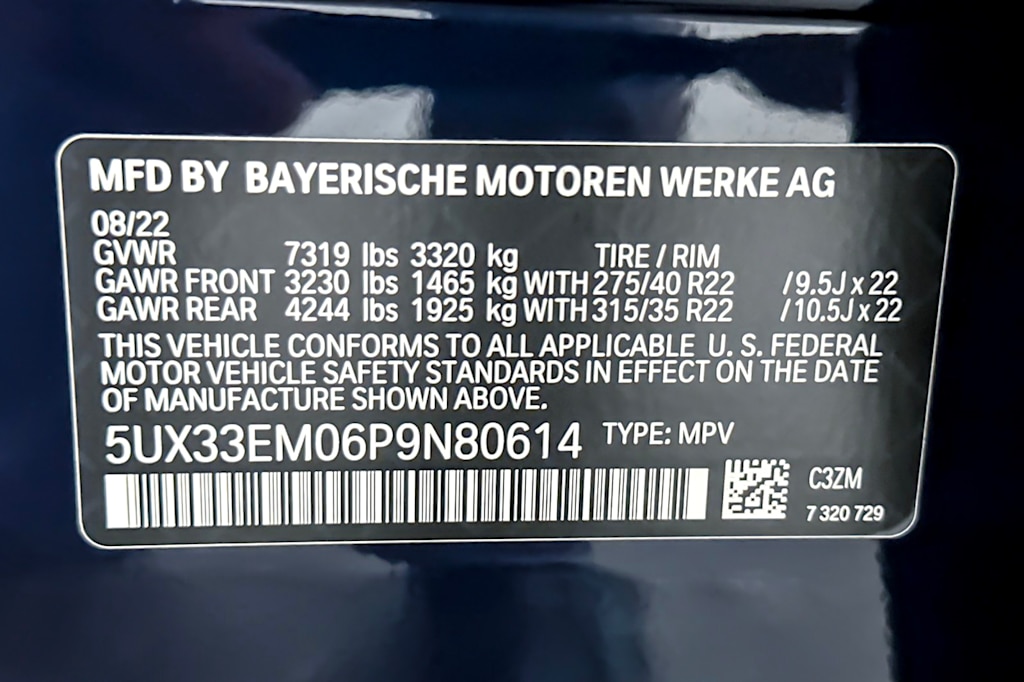 MFD BY BAYERISCHE MOTOREN WERKE AG
08/22
GVWR 7319 lbs 3320 kg TIRE / RIM
GAWR FRONT 3230 lbs 1465 kg WITH 275/40 R22 / 9.5J x 22
GAWR REAR 4244 lbs 1925 kg WITH 315/35 R22 / 10.5J x 22
THIS VEHICLE CONFORMS TO ALL APPLICABLE U. S. FEDERAL
MOTOR VEHICLE SAFETY STANDARDS IN EFFECT ON THE DATE
OF MANUFACTURE SHOWN ABOVE.
5UX33EM06P9N80614 TYPE: MPV
C3ZM
7 320 729